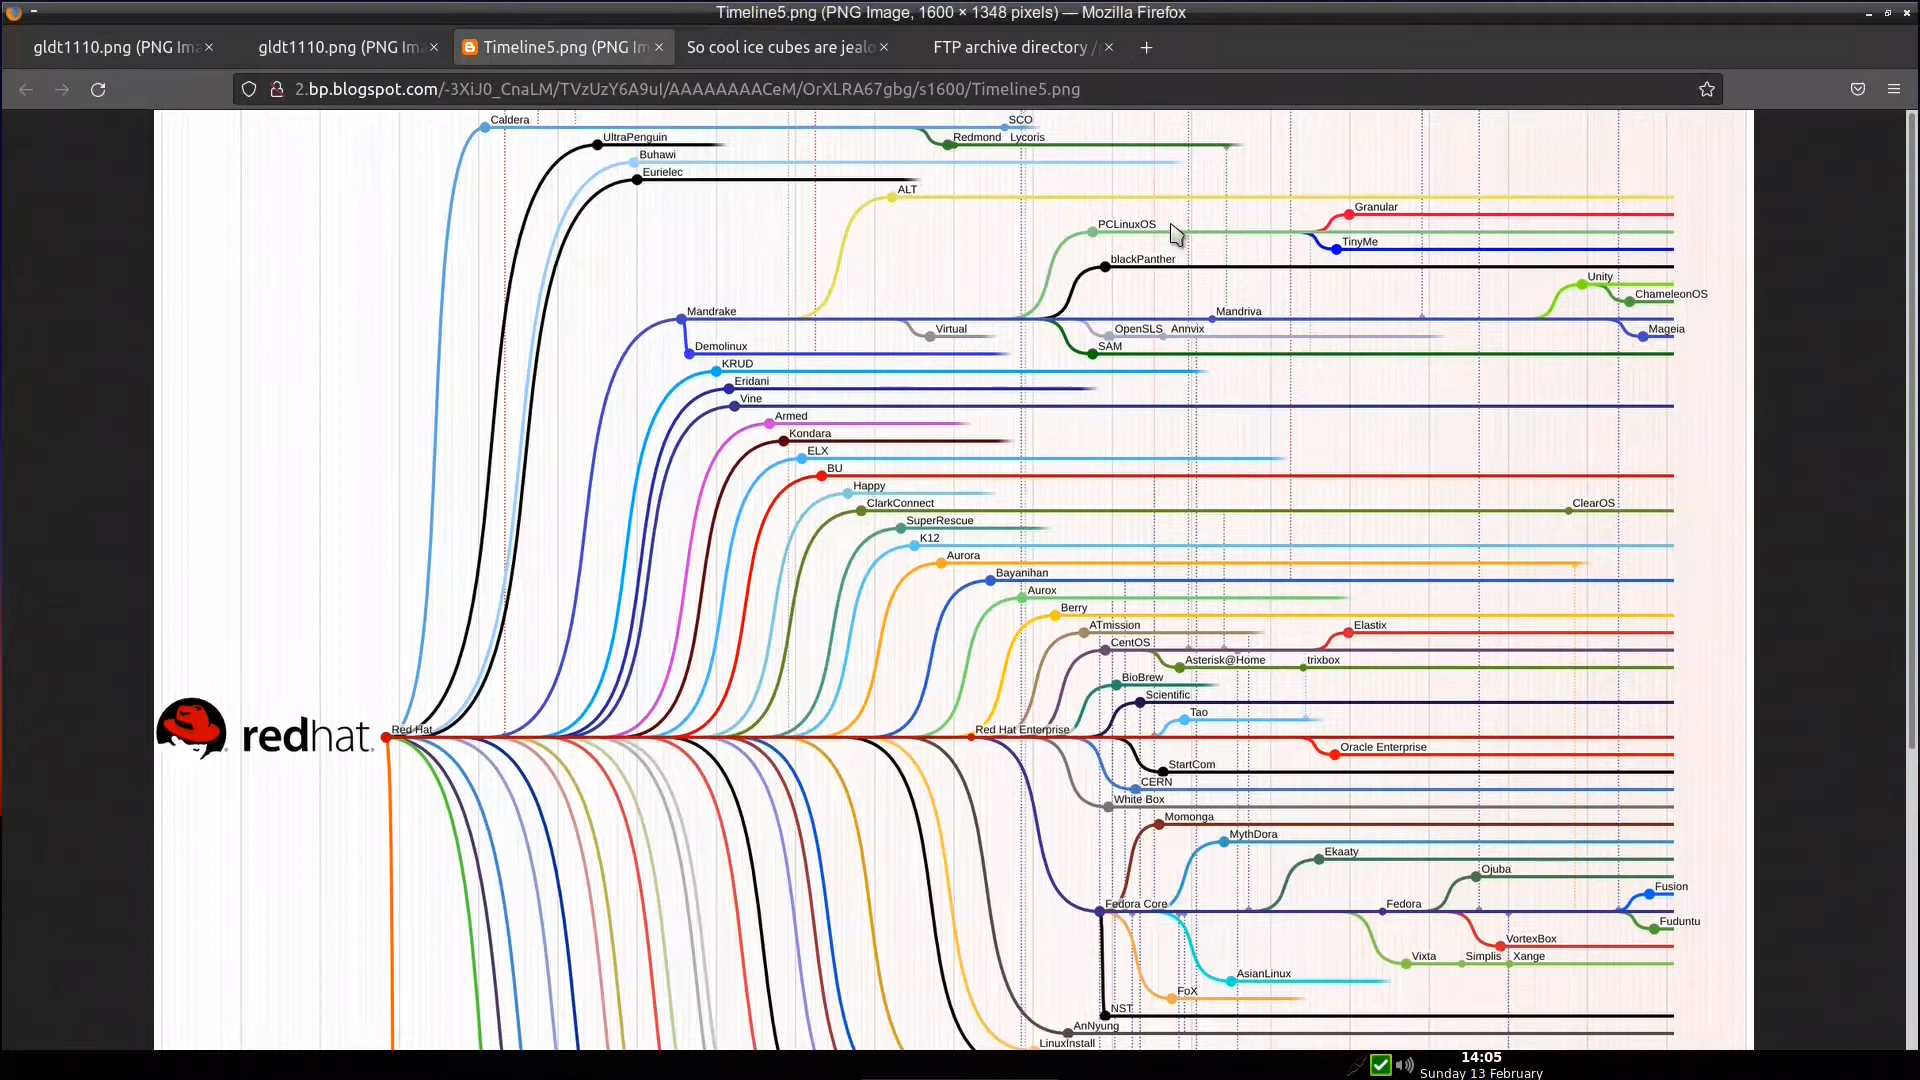 Timeline5.png (PNG Image, 1600 × 1348 pixels) — Mozilla Firefox
gldt1110.png (PNG Im
gldt1110.png (PNG Im
Timeline5.png (PNG Im
So cool ice cubes are jealo
FTP archive directory /
2.bp.blogspot.com/-3XiJ0_CnaLM/TVzUzY6A9uI/AAAAAAAACeM/OrXLRA67gbg/s1600/Timeline5.png
Caldera
SCO
UltraPenguin
Redmond Lycoris
Buhawi
Eurielec
ALT
Granular
PCLinuxOS
TinyMe
blackPanther
Unity
ChameleonOS
Mandrake
Mandriva
Virtual
OpenSLS Annvix
Mageia
Demolinux
SAM
KRUD
Eridani
Vine
Armed
Kondara
ELX
BU
Happy
ClarkConnect
ClearOS
SuperRescue
K12
Aurora
Bayanihan
Aurox
Berry
ATmission
Elastix
CentOS
Asterisk@Home
trixbox
BioBrew
Scientific
Tao
redhat.
Red Hat
Red Hat Enterprise
Oracle Enterprise
StartCom
CERN
White Box
Momonga
MythDora
Ekaaty
Ojuba
Fusion
Fedora Core
Fedora
Fuduntu
VortexBox
Vixta
Simplis
Xange
AsianLinux
FoX
NST
AnNyung
LinuxInstall
14:05
Sunday 13 February